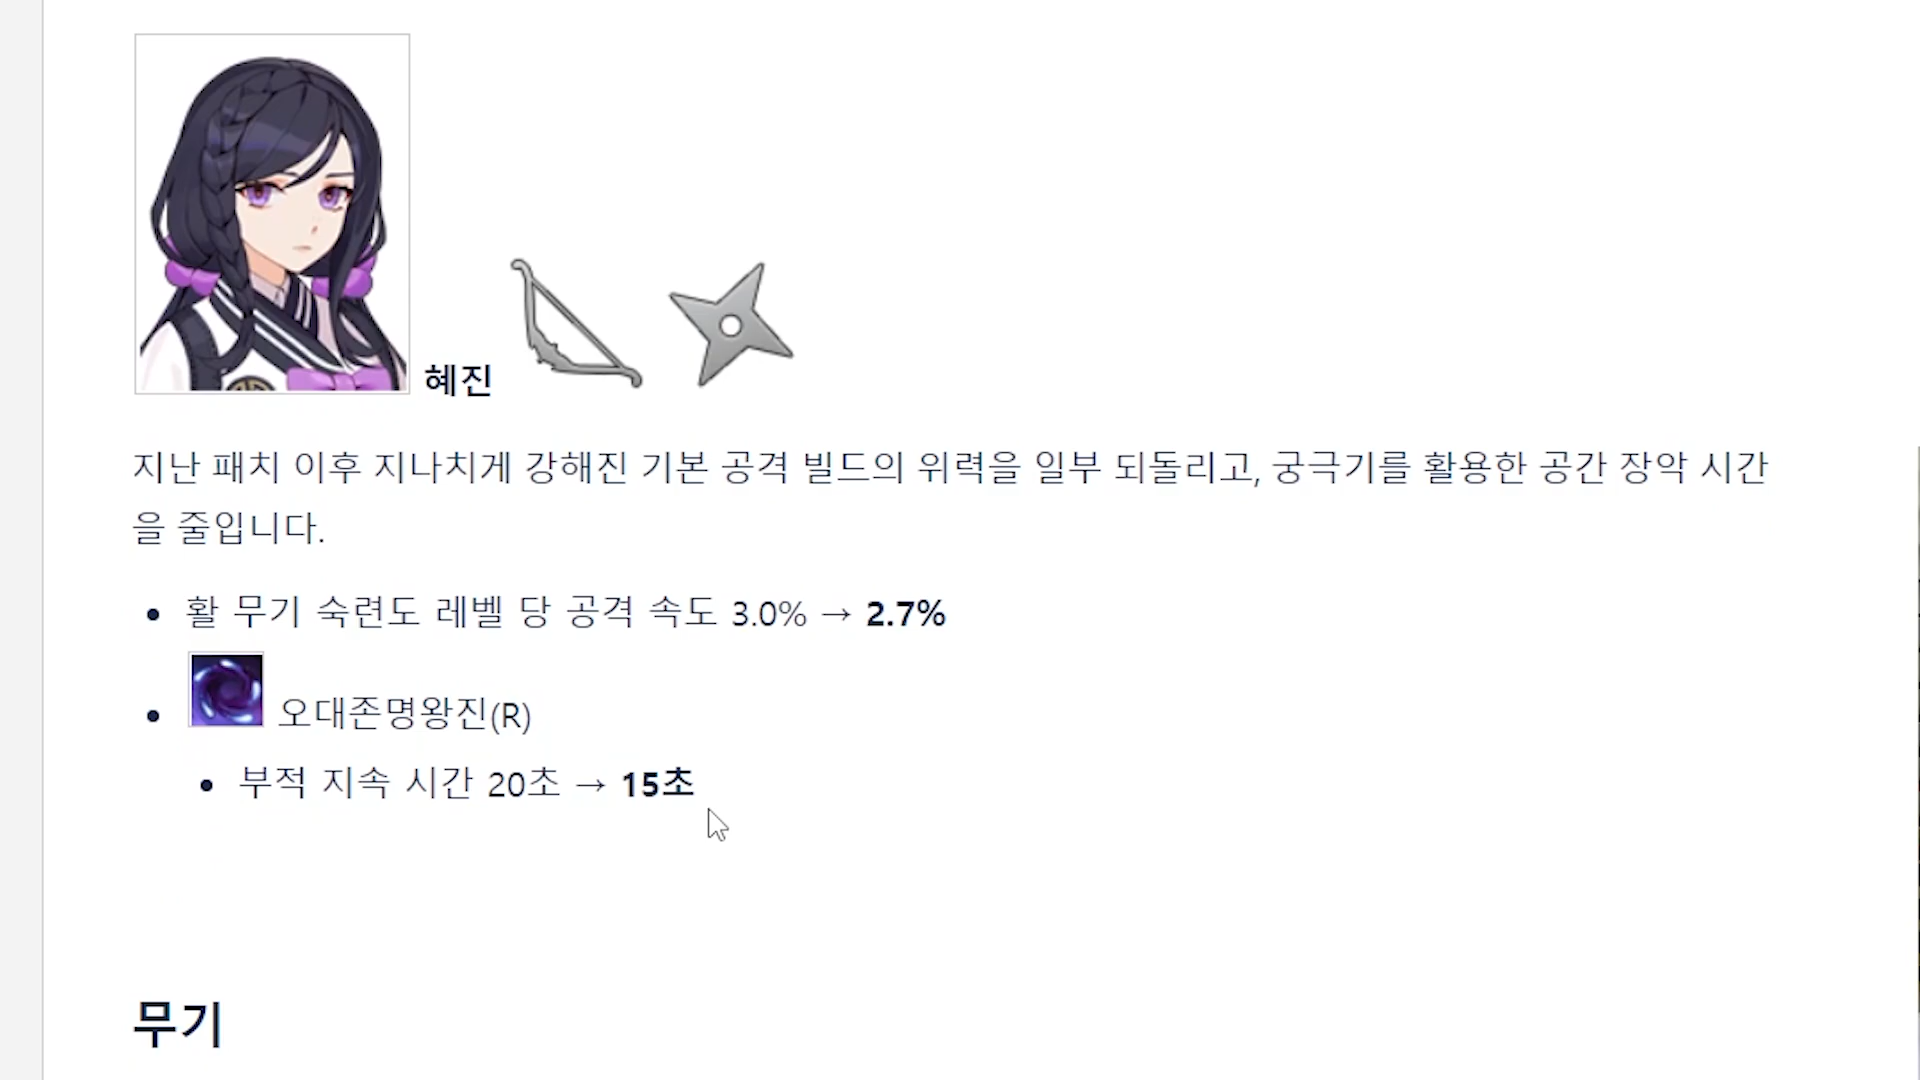 혜진
지난 패치 이후 지나치게 강해진 기본 공격 빌드의 위력을 일부 되돌리고, 궁극기를 활용한 공간 장악 시간
을 줄입니다.
활 무기 숙련도 레벨 당 공격 속도 3.0% → 2.7%
오대존명왕진(R)
부적 지속 시간 20초 → 15초
무기